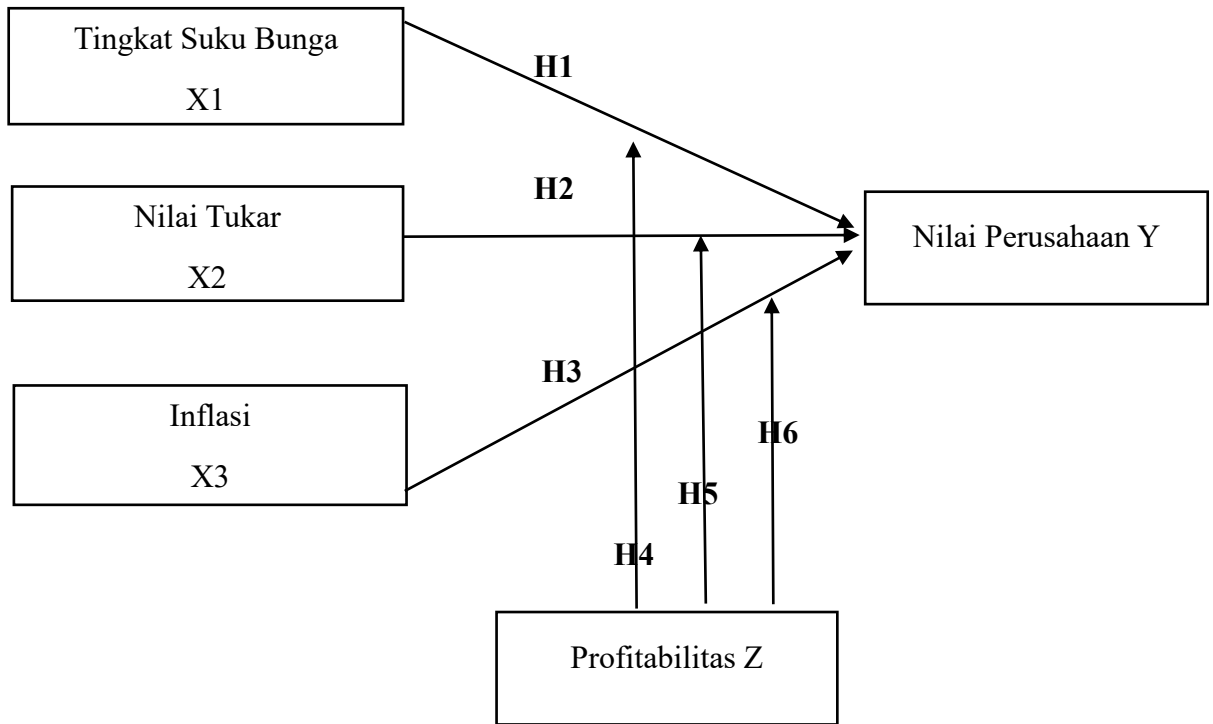 Tingkat Suku Bunga
X1
H1
Nilai Tukar
X2
H2
Nilai Perusahaan Y
Inflasi
X3
H3
H6
H5
H4
Profitabilitas Z